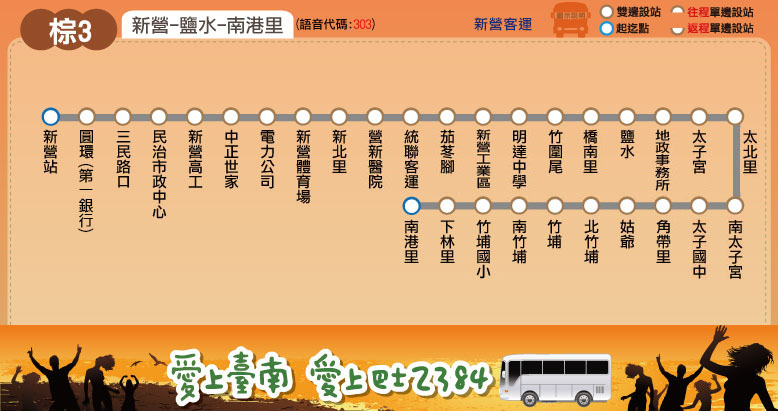 棕3
新營-鹽水-南港里
(語音代碼:303)
新營客運
雙邊設站
起迄點
往程單邊設站
返程單邊設站
新營站
圓環(第一銀行)
三民路口
民治市政中心
新營高工
中正世家
電力公司
新營體育場
新北里
營新醫院
統聯客運
茄苳腳
新營工業區
明達中學
竹圍尾
橋南里
鹽水
地政事務所
太子宮
太北里
南港里
下林里
竹埔國小
南竹埔
竹埔
北竹埔
姑爺
角帶里
太子國中
南太子宮
愛上臺南 愛上巴士2384